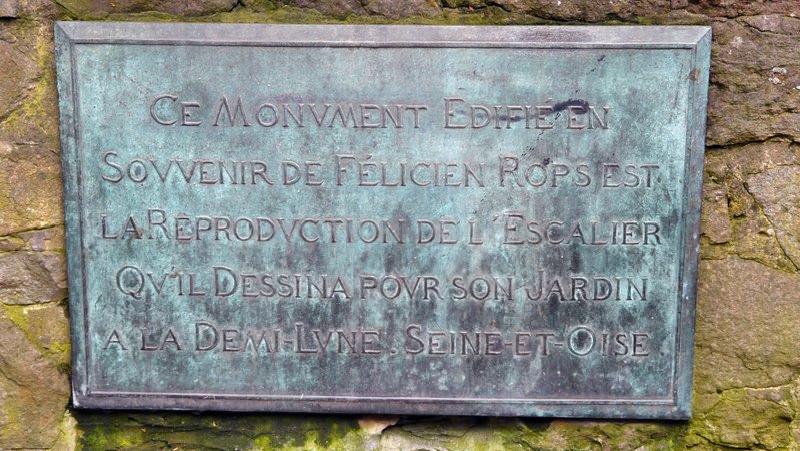 CE MONVMENT EDIFIÉ EN
SOVVENIR DE FÉLICIEN ROPS EST
LA REPRODVCTION DE L'ESCALIER
QV'IL DESSINA POVR SON JARDIN
A LA DEMI-LVNE. SEINE-ET-OISE